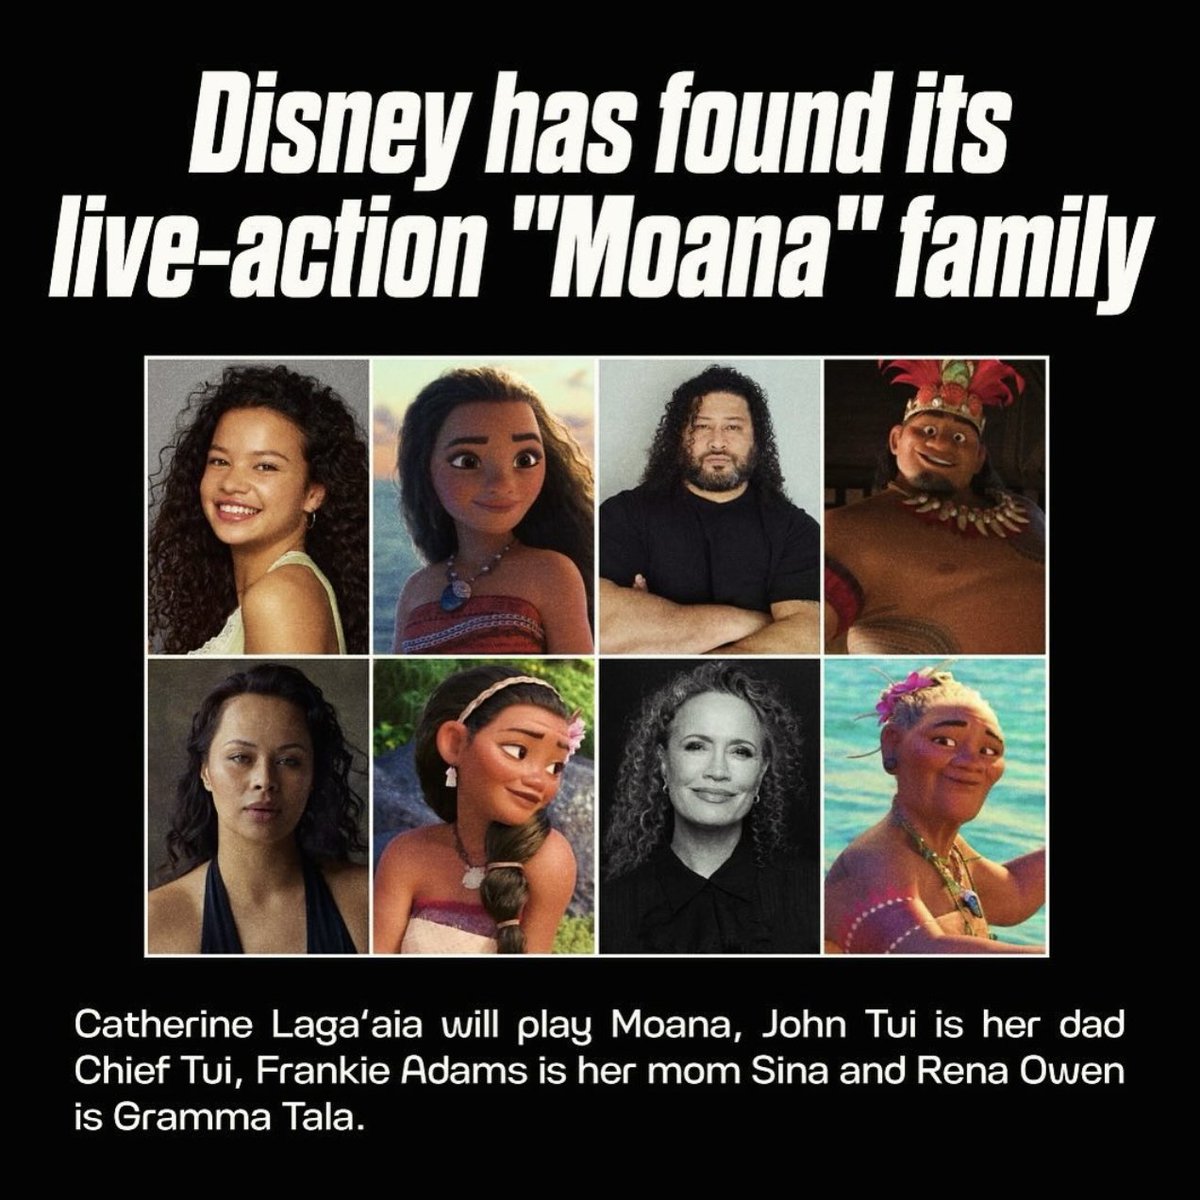 Disney has found its
live-action "Moana" family
Catherine Laga‘aia will play Moana, John Tui is her dad
Chief Tui, Frankie Adams is her mom Sina and Rena Owen
is Gramma Tala.